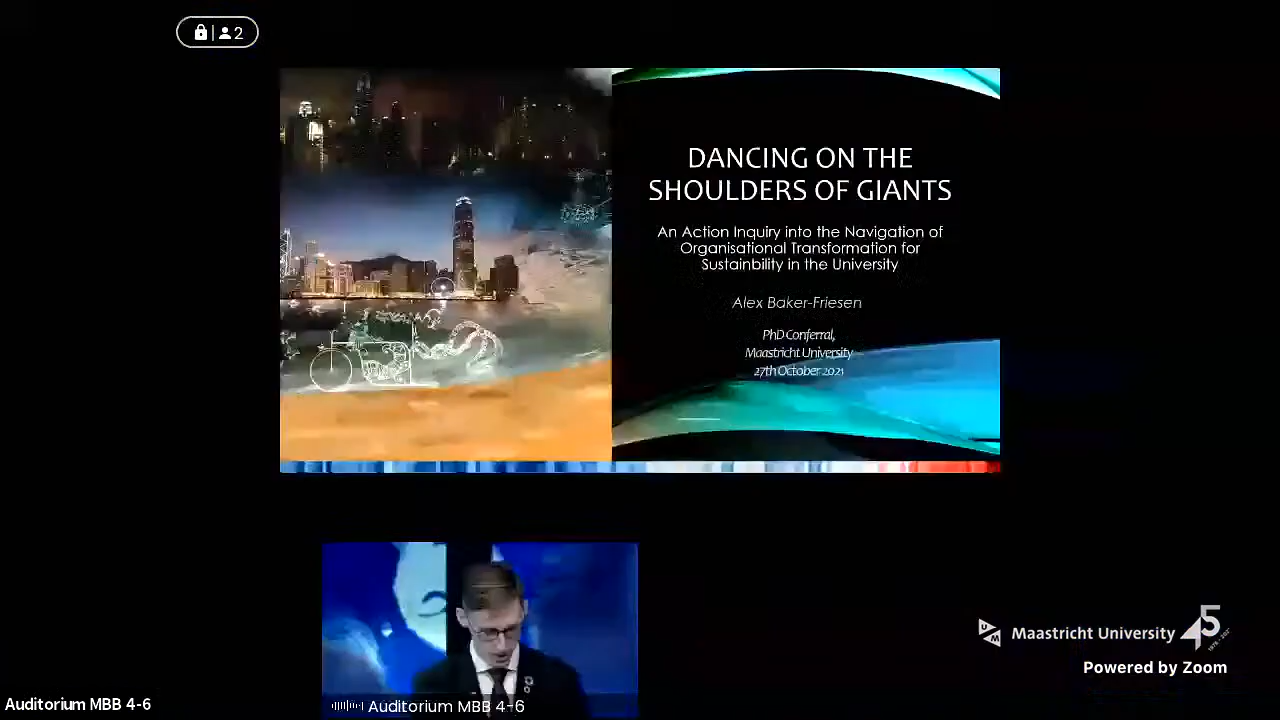 2
DANCING ON THE
SHOULDERS OF GIANTS
An Action Inquiry into the Navigation of
Organisational Transformation for
Sustainbility in the University
Alex Baker-Friesen
PhD Conferral,
Maastricht University
27th October 2021
UM Maastricht University 45
Powered by Zoom
Auditorium MBB 4-6
Auditorium MBB 4-6